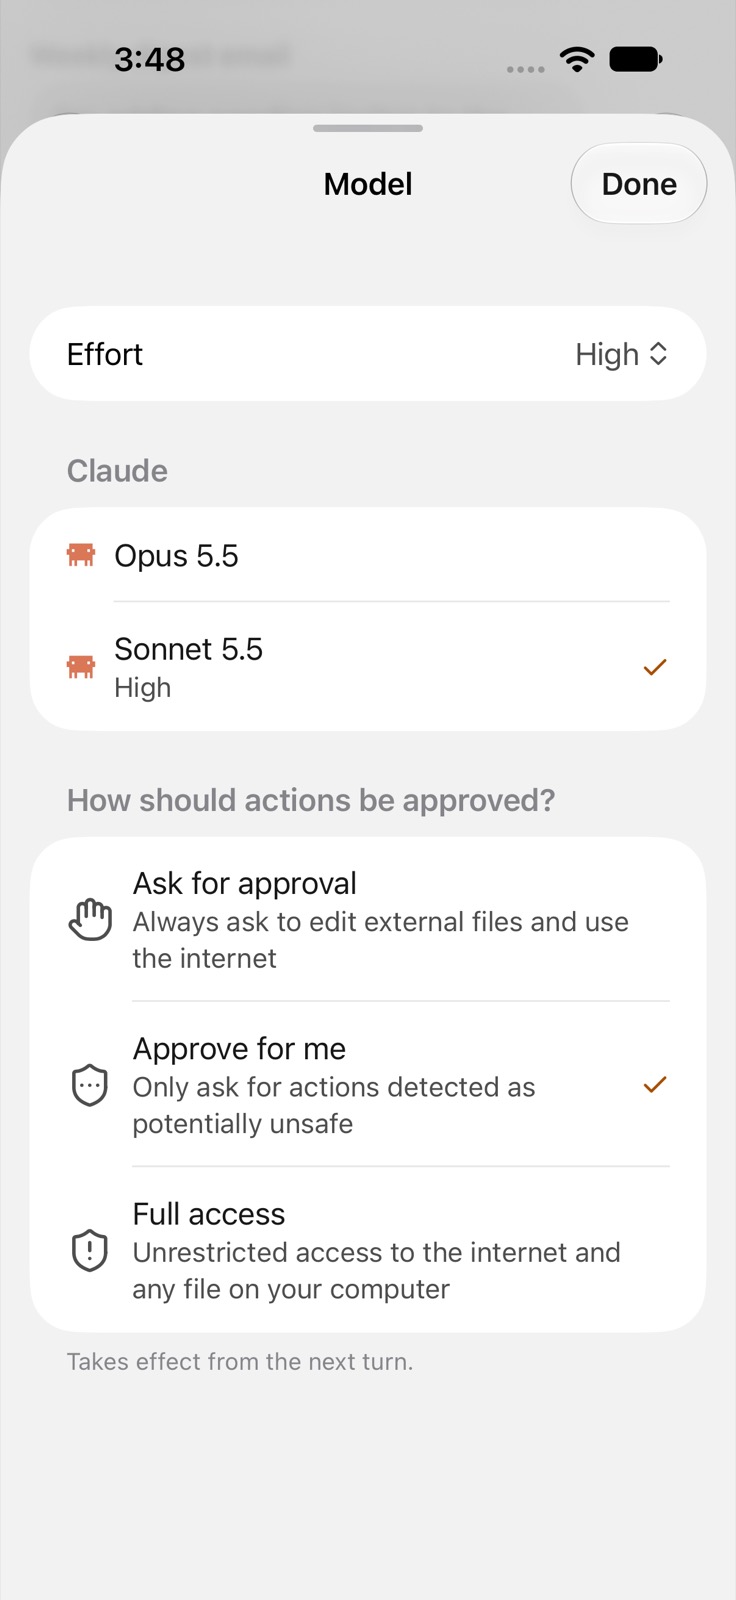 3:48
Model
Done
Effort
High
Claude
Opus 5.5
Sonnet 5.5
High
How should actions be approved?
Ask for approval
Always ask to edit external files and use
the internet
Approve for me
Only ask for actions detected as
potentially unsafe
Full access
Unrestricted access to the internet and
any file on your computer
Takes effect from the next turn.